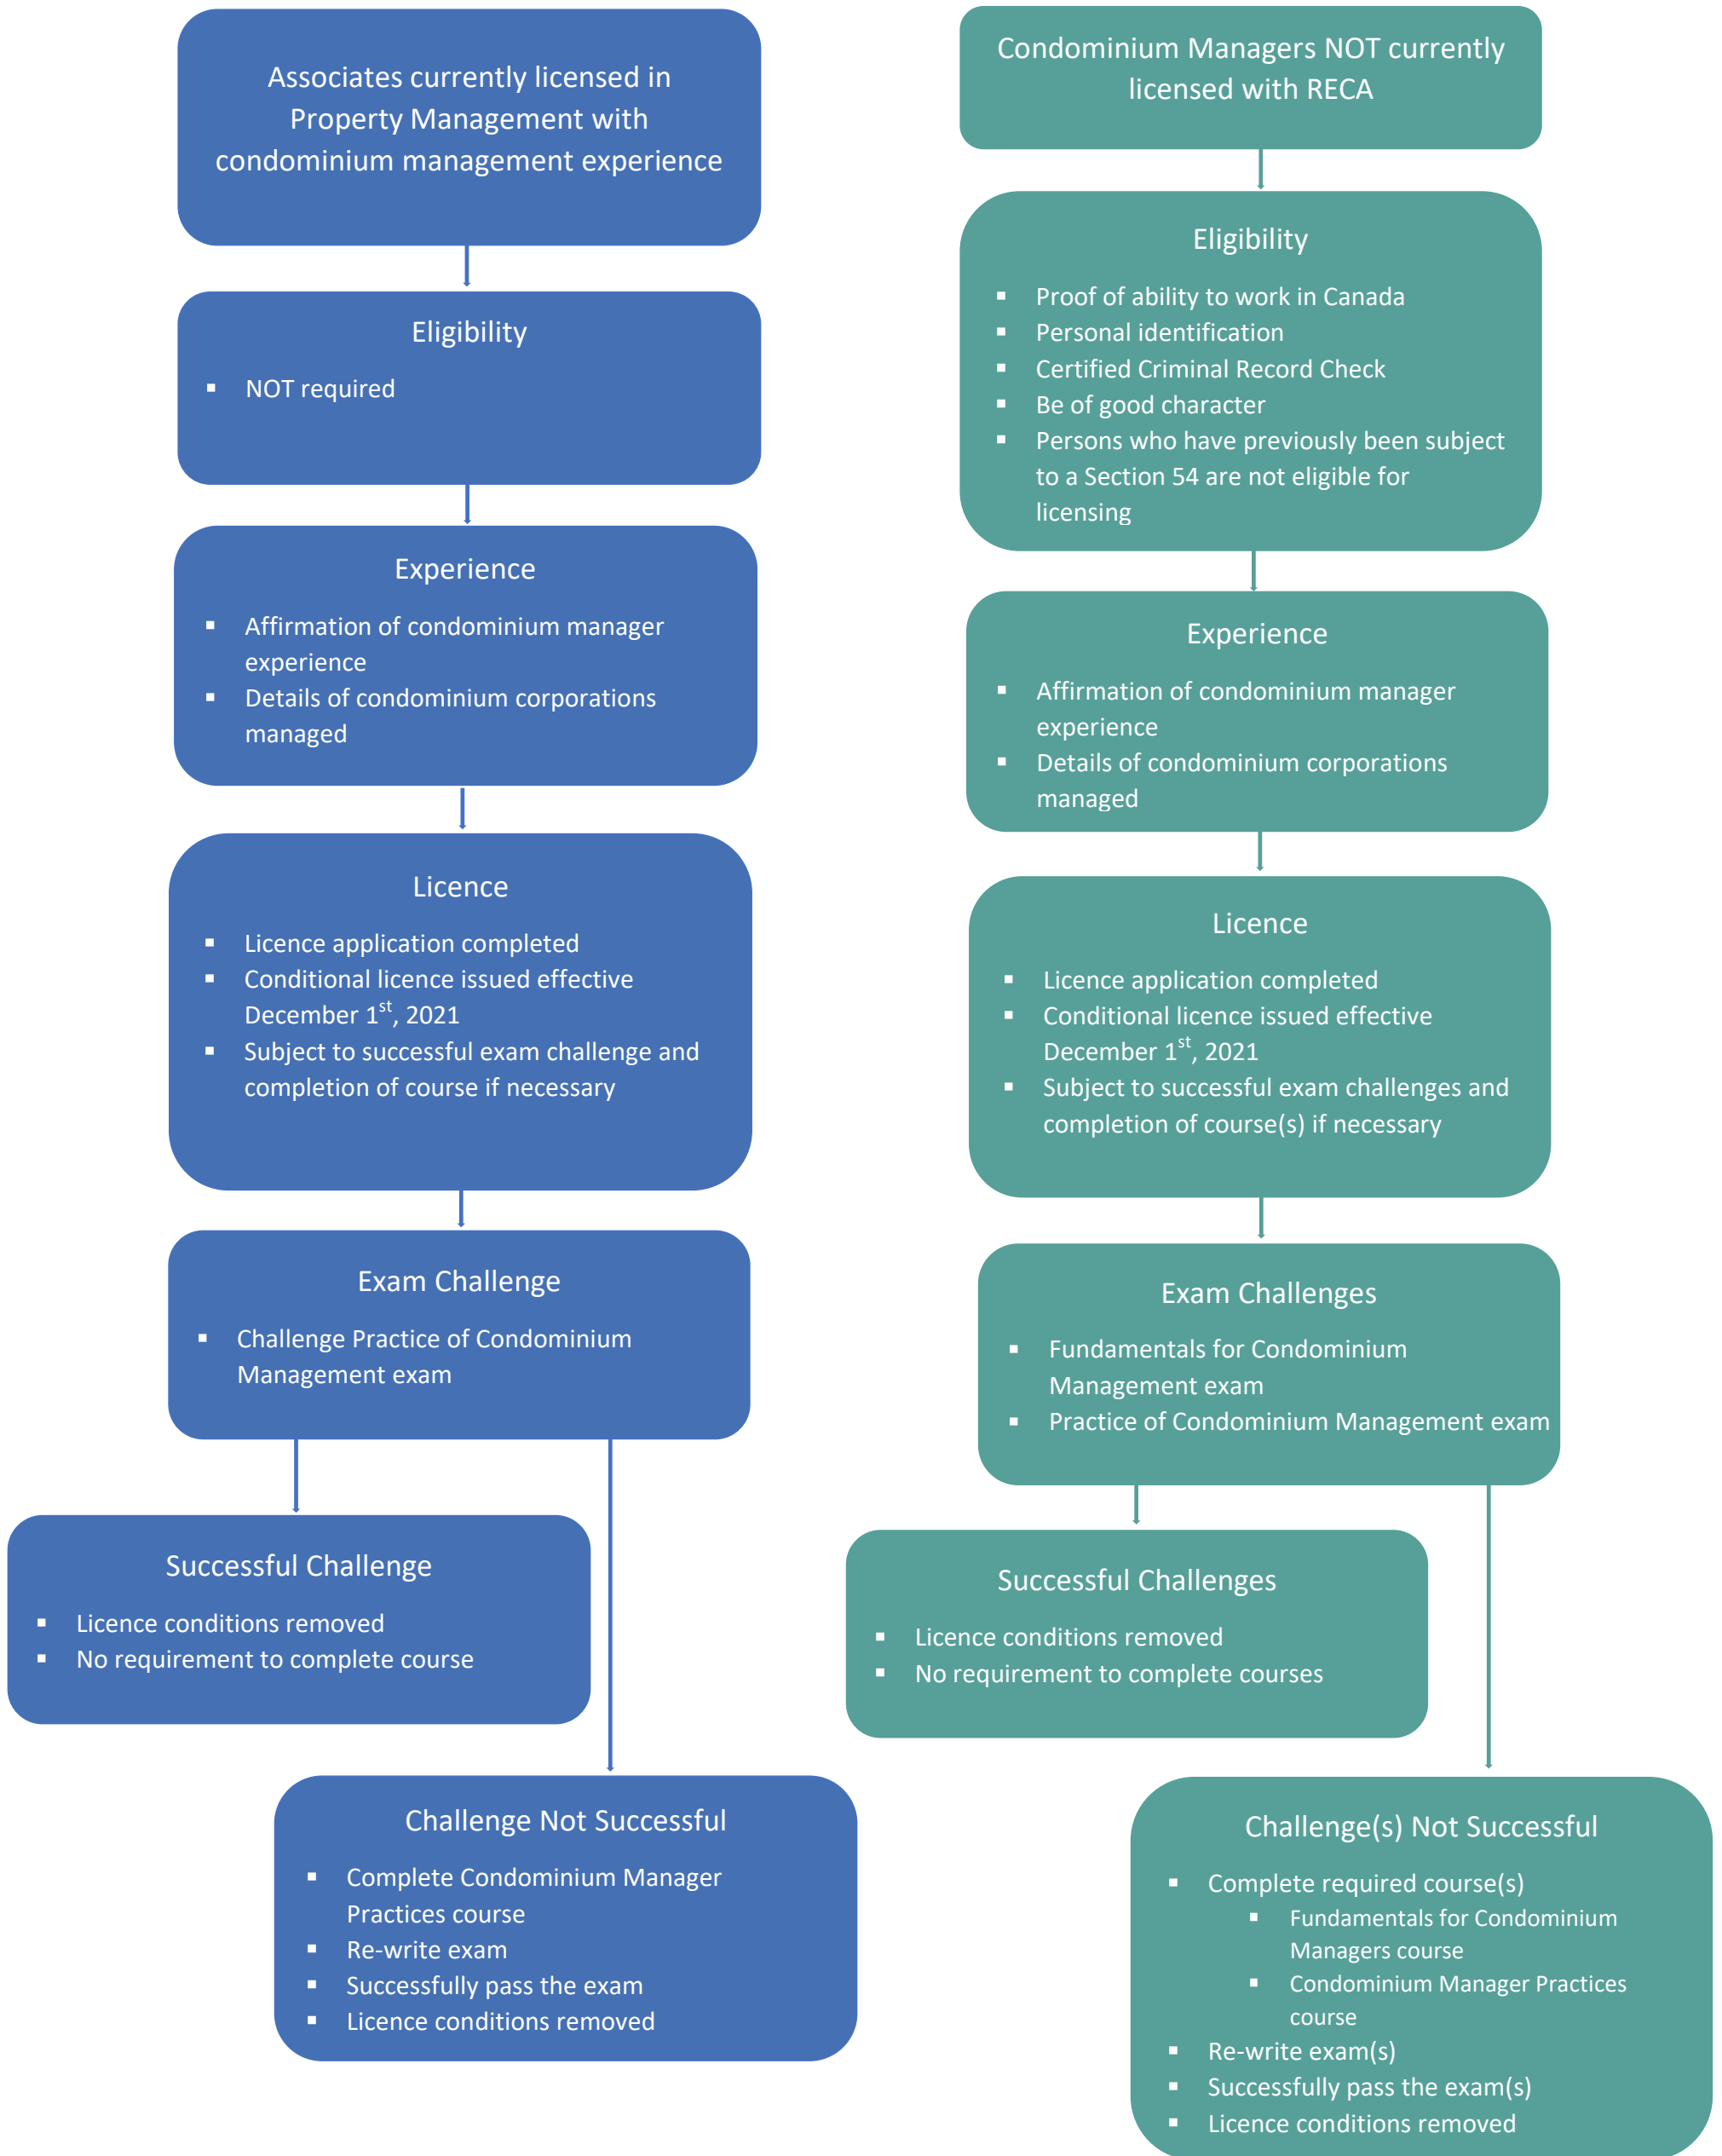 Associates currently licensed in
Property Management with
condominium management experience
Eligibility
▪ NOT required
Experience
▪ Affirmation of condominium manager
experience
▪ Details of condominium corporations
managed
Licence
▪ Licence application completed
▪ Conditional licence issued effective
December 1st, 2021
▪ Subject to successful exam challenge and
completion of course if necessary
Exam Challenge
▪ Challenge Practice of Condominium
Management exam
Successful Challenge
▪ Licence conditions removed
▪ No requirement to complete course
Challenge Not Successful
▪ Complete Condominium Manager
Practices course
▪ Re-write exam
▪ Successfully pass the exam
▪ Licence conditions removed
Condominium Managers NOT currently
licensed with RECA
Eligibility
▪ Proof of ability to work in Canada
▪ Personal identification
▪ Certified Criminal Record Check
▪ Be of good character
▪ Persons who have previously been subject
to a Section 54 are not eligible for
licensing
Experience
▪ Affirmation of condominium manager
experience
▪ Details of condominium corporations
managed
Licence
▪ Licence application completed
▪ Conditional licence issued effective
December 1st, 2021
▪ Subject to successful exam challenges and
completion of course(s) if necessary
Exam Challenges
▪ Fundamentals for Condominium
Management exam
▪ Practice of Condominium Management exam
Successful Challenges
▪ Licence conditions removed
▪ No requirement to complete courses
Challenge(s) Not Successful
▪ Complete required course(s)
▪ Fundamentals for Condominium
Managers course
▪ Condominium Manager Practices
course
▪ Re-write exam(s)
▪ Successfully pass the exam(s)
▪ Licence conditions removed